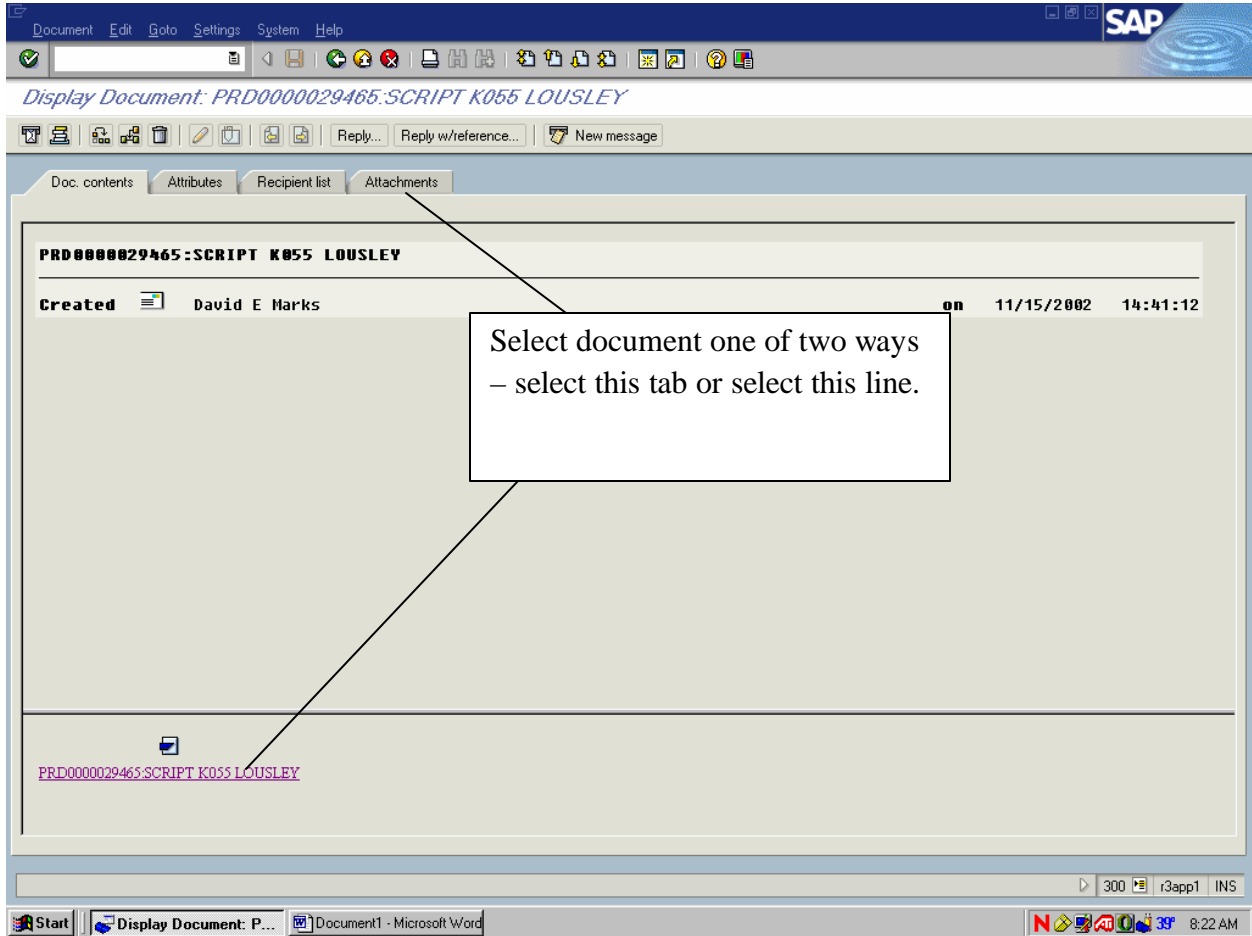 Document Edit Goto Settings System Help
SAP
Display Document: PRD0000029465:SCRIPT K055 LOUSLEY
Reply... Reply w/reference... New message
Doc. contents Attributes Recipient list Attachments
PRD0000029465:SCRIPT K055 LOUSLEY
Created David E Marks on 11/15/2002 14:41:12
Select document one of two ways
– select this tab or select this line.
PRD0000029465:SCRIPT K055 LOUSLEY
300 r3app1 INS
Start Display Document: P... Document1 - Microsoft Word N 39° 8:22 AM